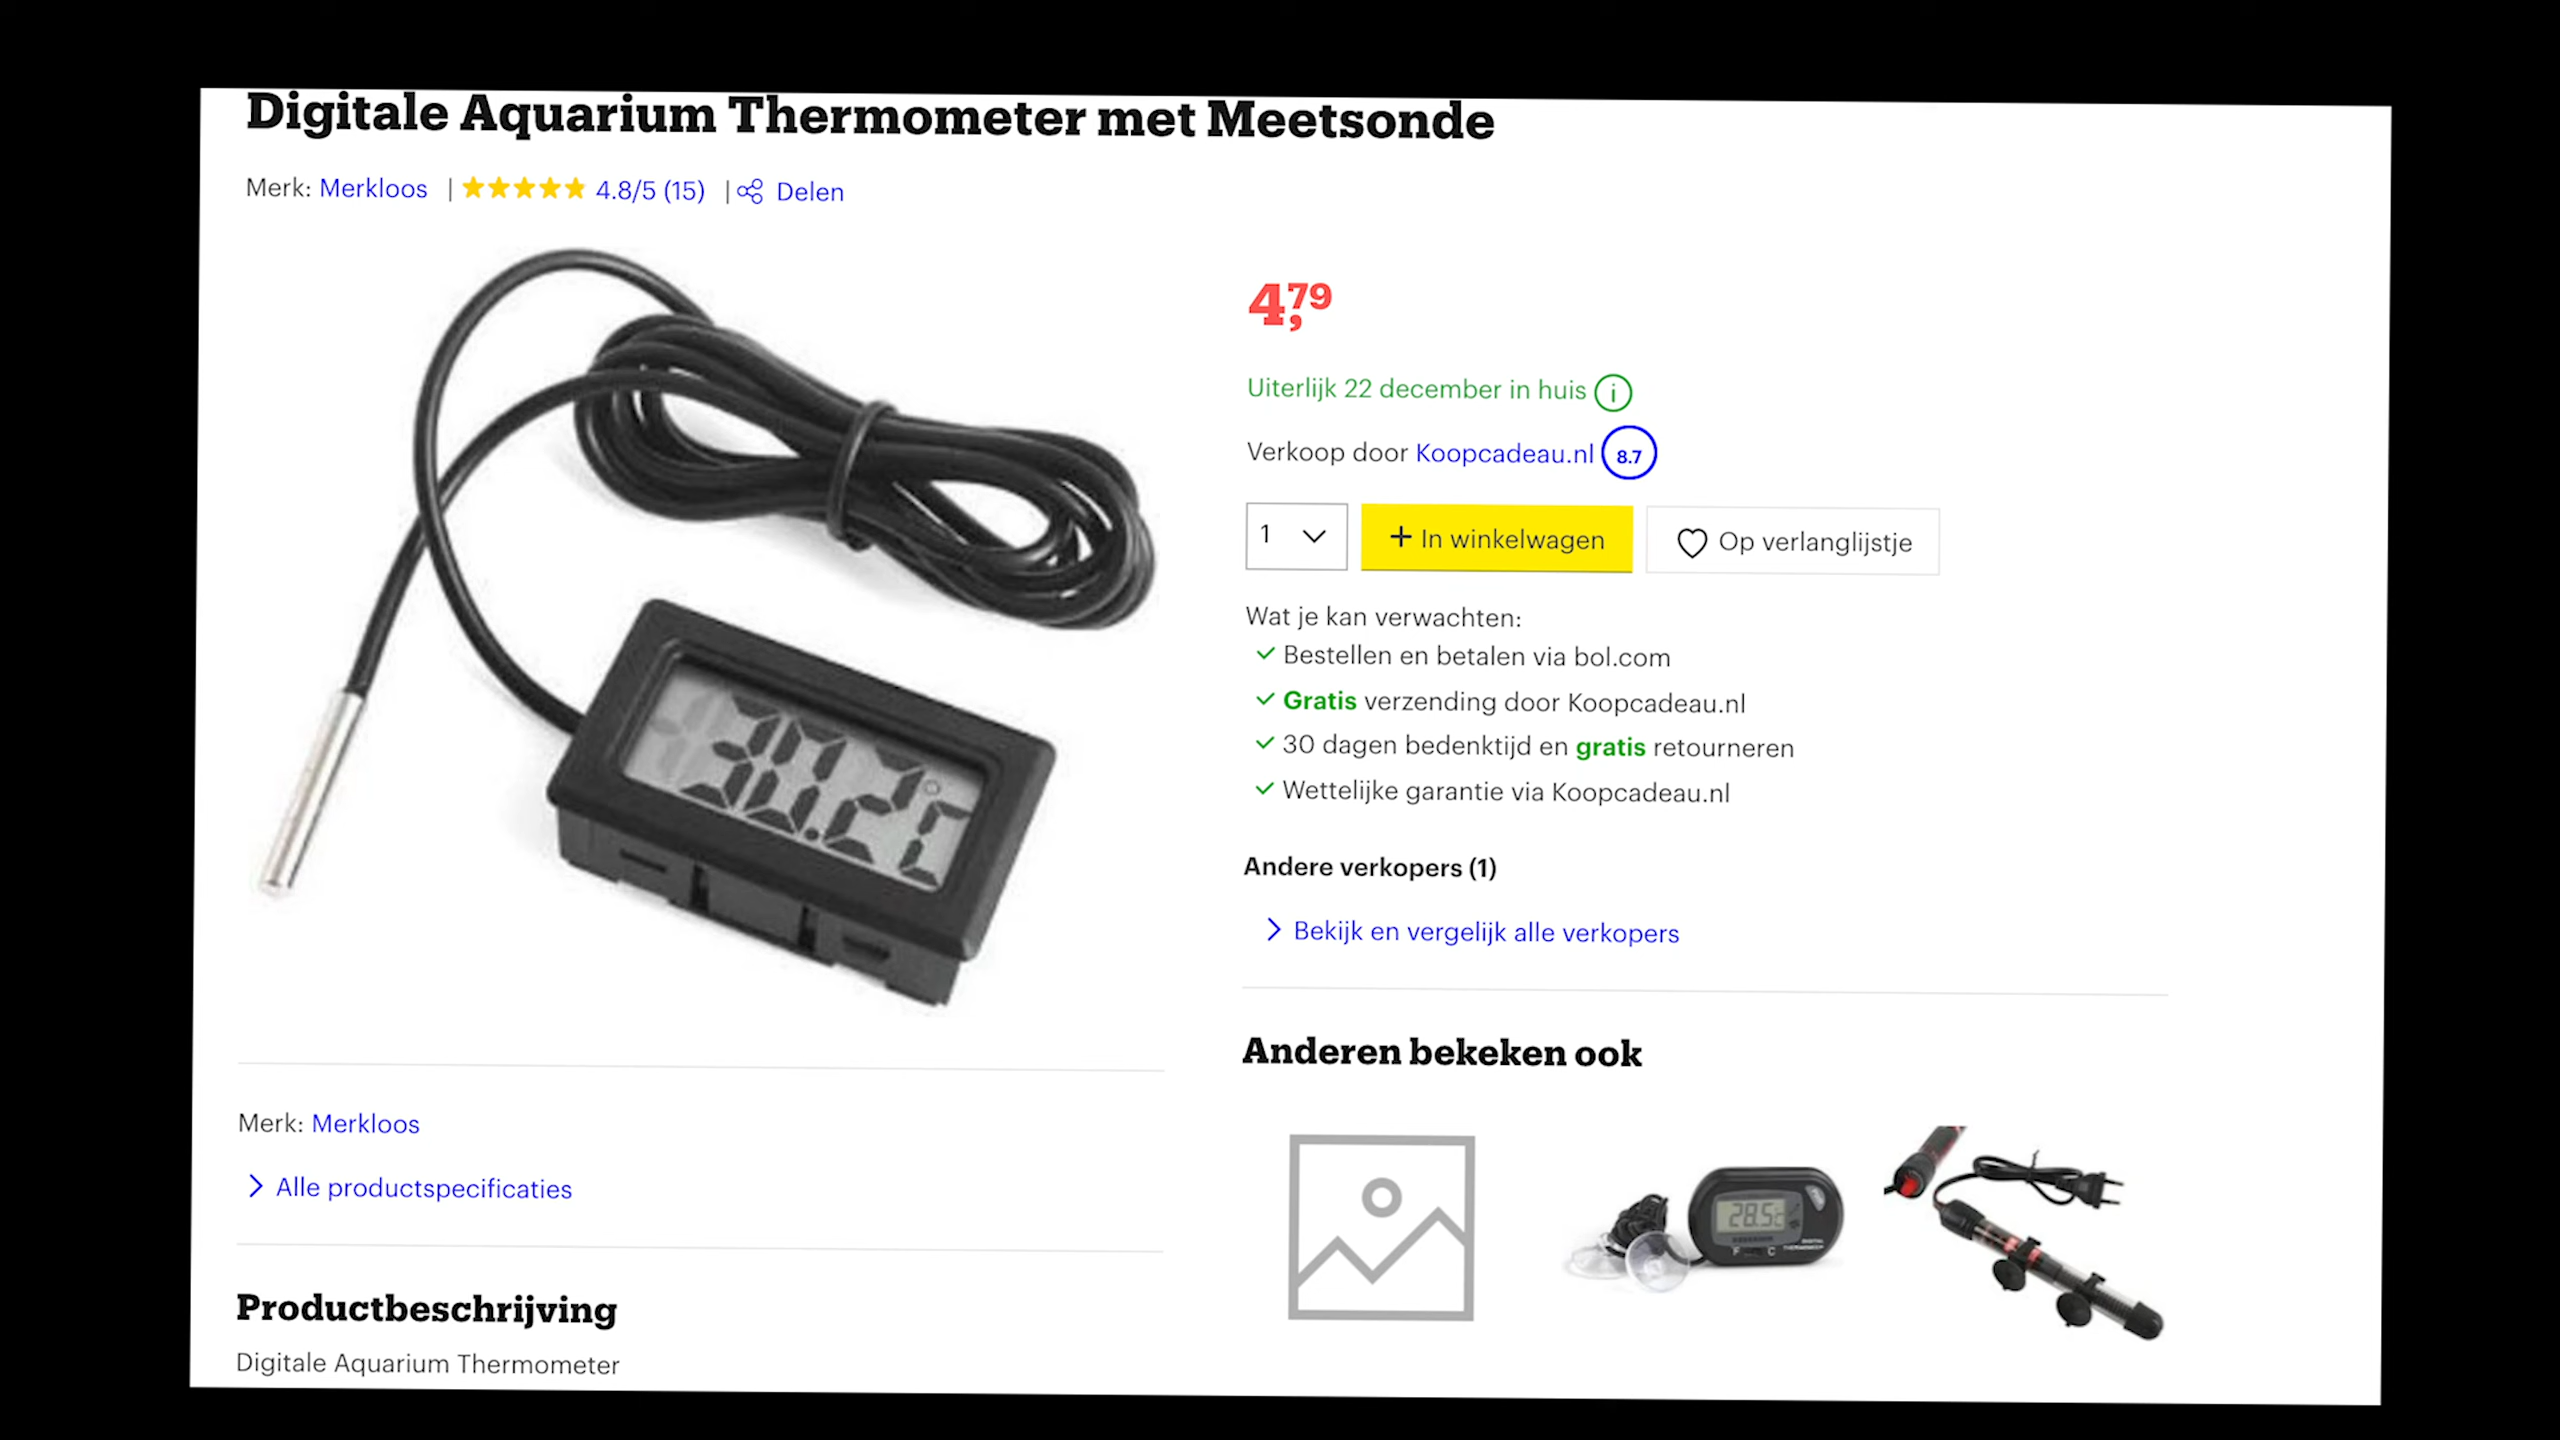 Digitale Aquarium Thermometer met Meetsonde
Merk: Merkloos | 4.8/5 (15) | Delen
30.2°C
4,79
Uiterlijk 22 december in huis i
Verkoop door Koopcadeau.nl 8.7
1
+ In winkelwagen
Op verlanglijstje
Wat je kan verwachten:
Bestellen en betalen via bol.com
Gratis verzending door Koopcadeau.nl
30 dagen bedenktijd en gratis retourneren
Wettelijke garantie via Koopcadeau.nl
Andere verkopers (1)
Bekijk en vergelijk alle verkopers
Merk: Merkloos
Alle productspecificaties
Productbeschrijving
Digitale Aquarium Thermometer
Anderen bekeken ook
28.5c
F C
DIGITAL
THERMOMETER